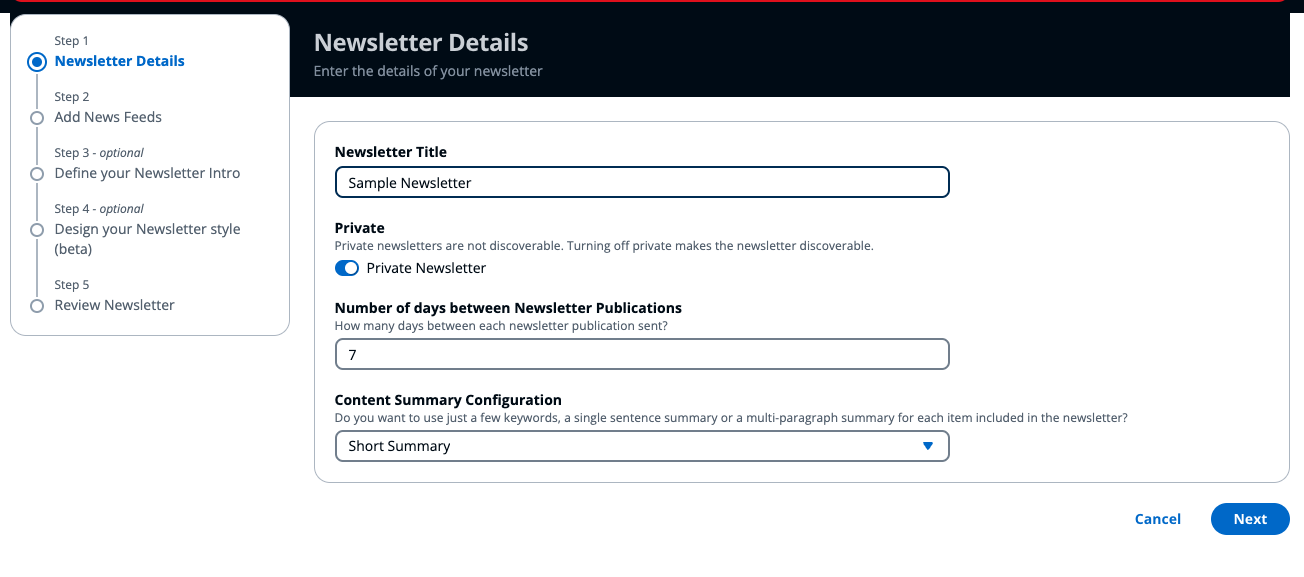 Step 1
Newsletter Details
Step 2
Add News Feeds
Step 3 - optional
Define your Newsletter Intro
Step 4 - optional
Design your Newsletter style
(beta)
Step 5
Review Newsletter
Newsletter Details
Enter the details of your newsletter
Newsletter Title
Sample Newsletter
Private
Private newsletters are not discoverable. Turning off private makes the newsletter discoverable.
Private Newsletter
Number of days between Newsletter Publications
How many days between each newsletter publication sent?
7
Content Summary Configuration
Do you want to use just a few keywords, a single sentence summary or a multi-paragraph summary for each item included in the newsletter?
Short Summary
Cancel
Next